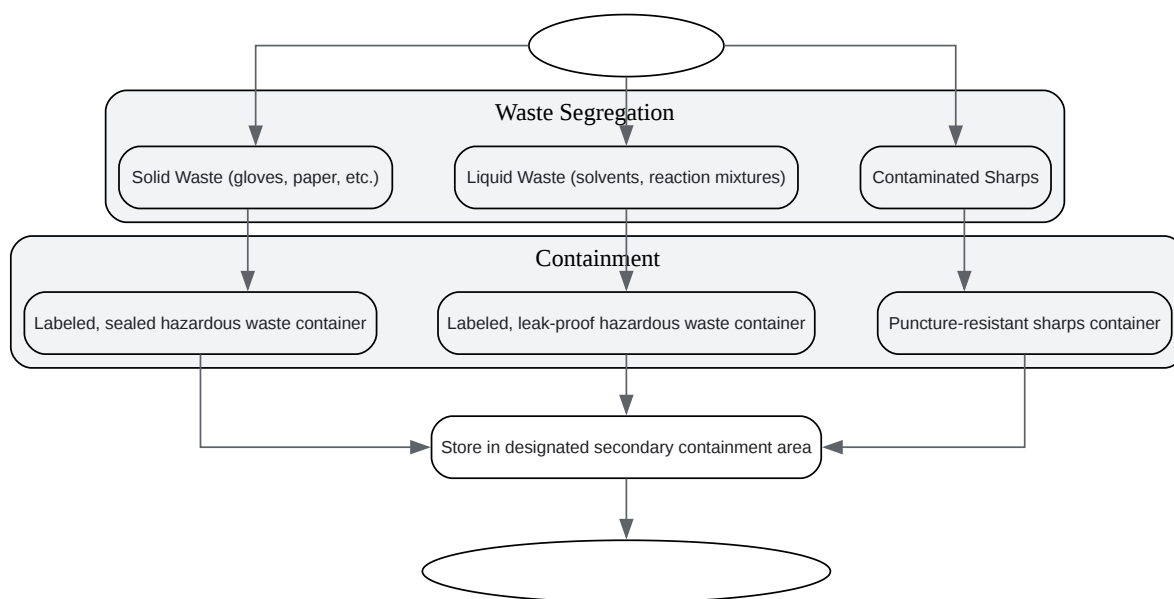 Waste Segregation
Solid Waste (gloves, paper, etc.)
Liquid Waste (solvents, reaction mixtures)
Contaminated Sharps
Containment
Labeled, sealed hazardous waste container
Labeled, leak-proof hazardous waste container
Puncture-resistant sharps container
Store in designated secondary containment area